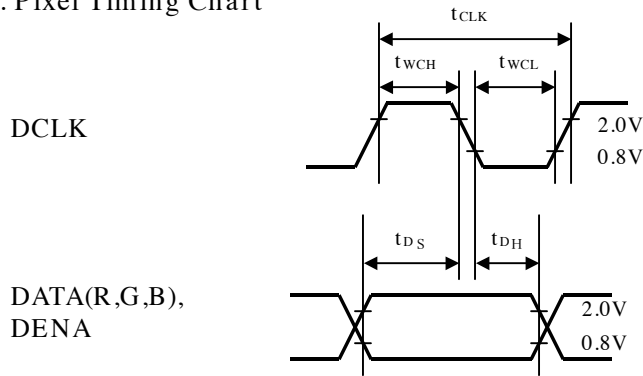 . Pixel Timing Chart
tCLK
tWCH tWCL
DCLK
2.0V
0.8V
tDS tDH
DATA(R,G,B),
DENA
2.0V
0.8V